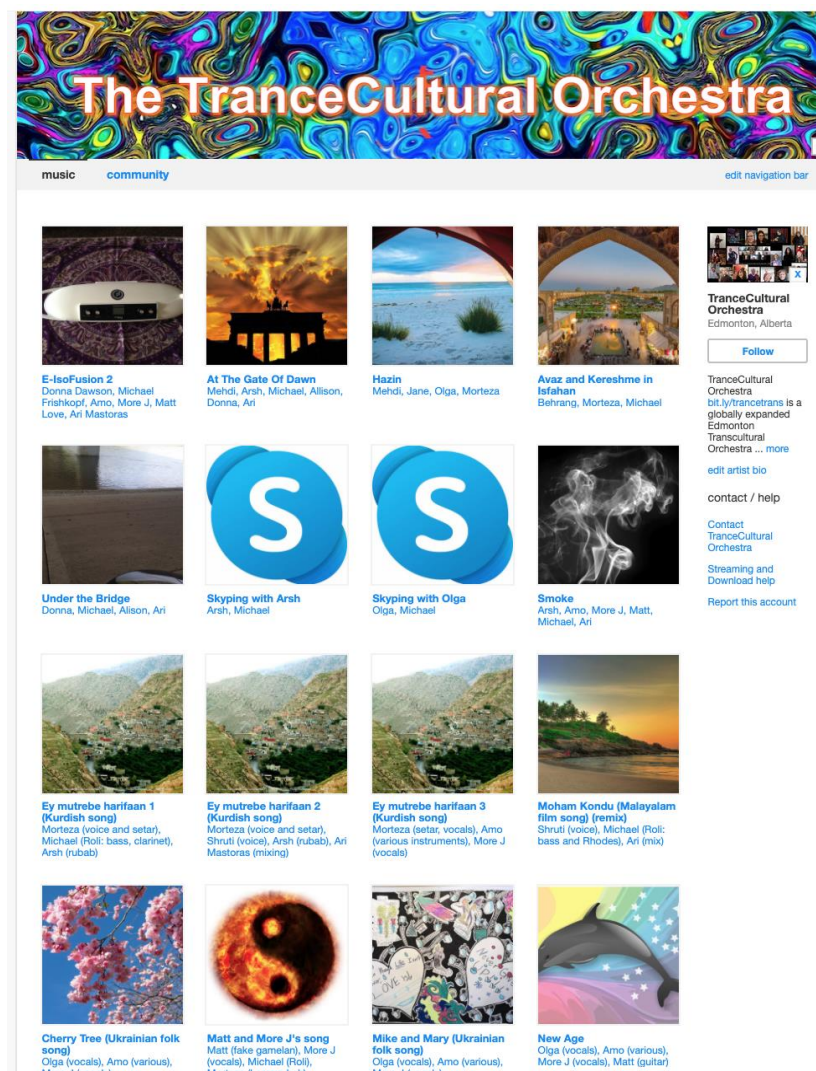 The TranceCultural Orchestra
music
community
edit navigation bar
E-IsoFusion 2
Donna Dawson, Michael
Frishkopf, Amo, More J, Matt
Love, Ari Mastoras
At The Gate Of Dawn
Mehdi, Arsh, Michael, Allison,
Donna, Ari
Hazin
Mehdi, Jane, Olga, Morteza
Avaz and Kereshme in
Isfahan
Behrang, Morteza, Michael
X
TranceCultural
Orchestra
Edmonton, Alberta
Follow
TranceCultural
Orchestra
bit.ly/trancetrans is a
globally expanded
Edmonton
Transcultural
Orchestra ... more
edit artist bio
contact / help
Contact
TranceCultural
Orchestra
Streaming and
Download help
Report this account
Under the Bridge
Donna, Michael, Alison, Ari
S
Skyping with Arsh
Arsh, Michael
S
Skyping with Olga
Olga, Michael
Smoke
Arsh, Amo, More J, Matt,
Michael, Ari
Ey mutrebe harifaan 1
(Kurdish song)
Morteza (voice and setar),
Michael (Roli: bass, clarinet),
Arsh (rubab)
Ey mutrebe harifaan 2
(Kurdish song)
Morteza (voice and setar),
Shruti (voice), Arsh (rubab), Ari
Mastoras (mixing)
Ey mutrebe harifaan 3
(Kurdish song)
Morteza (setar, vocals), Amo
(various instruments), More J
(vocals)
Moham Kondu (Malayalam
film song) (remix)
Shruti (voice), Michael (Roli:
bass and Rhodes), Ari (mix)
Cherry Tree (Ukrainian folk
song)
Olga (vocals), Amo (various),
Matt and More J's song
Matt (fake gamelan), More J
(vocals), Michael (Roli),
Mike and Mary (Ukrainian
folk song)
Olga (vocals), Amo (various),
New Age
Olga (vocals), Amo (various),
More J (vocals), Matt (guitar)